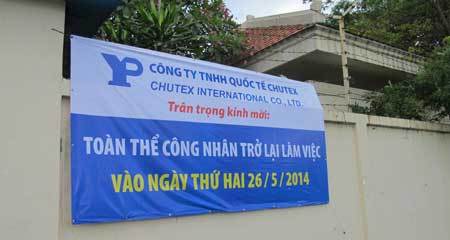 YP
CÔNG TY TNHH QUỐC TẾ CHUTEX
CHUTEX INTERNATIONAL CO., LTD.
Trân trọng kính mời:
TOÀN THỂ CÔNG NHÂN TRỞ LẠI LÀM VIỆC
VÀO NGÀY THỨ HAI 26 / 5 / 2014